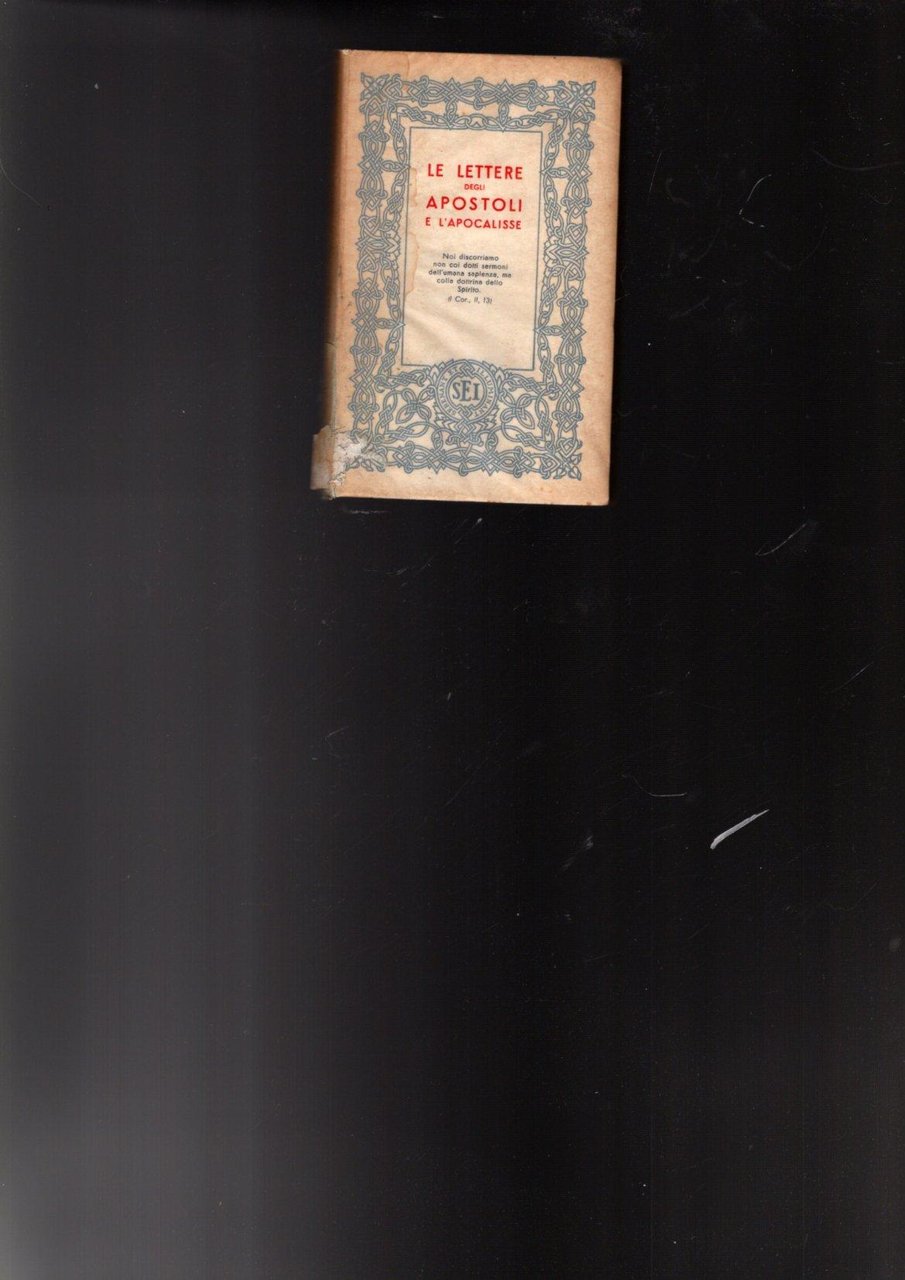 LE LETTERE
DEGLI
APOSTOLI
E L'APOCALISSE
Noi discorriamo
non coi dotti sermoni
dell'umana sapienza, ma
colla dottrina dello
Spirito.
(I Cor., II, 13)
SEI